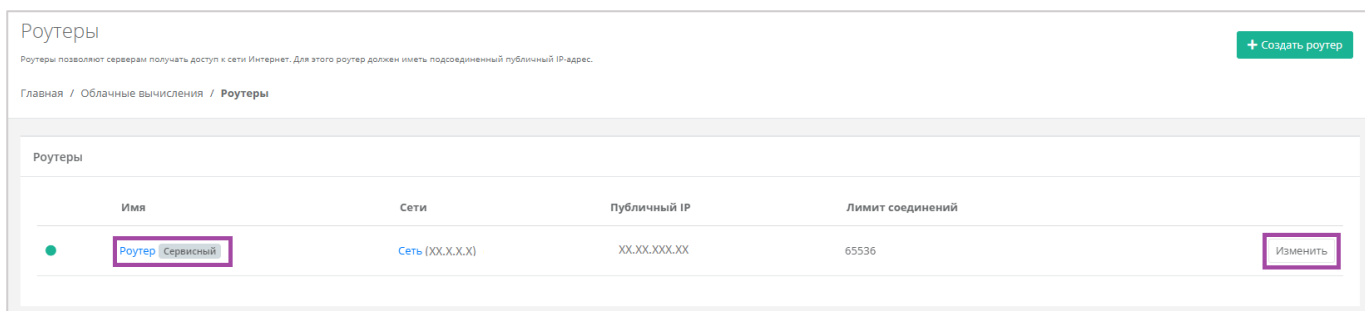 Роутеры
+ Создать роутер
Роутеры позволяют серверам получать доступ к сети Интернет. Для этого роутер должен иметь подсоединенный публичный IP-адрес.
Главная / Облачные вычисления / Роутеры
Роутеры
Имя Сети Публичный IP Лимит соединений
Роутер Сервисный Сеть (XX.X.X.X) XX.XX.XXX.XX 65536 Изменить